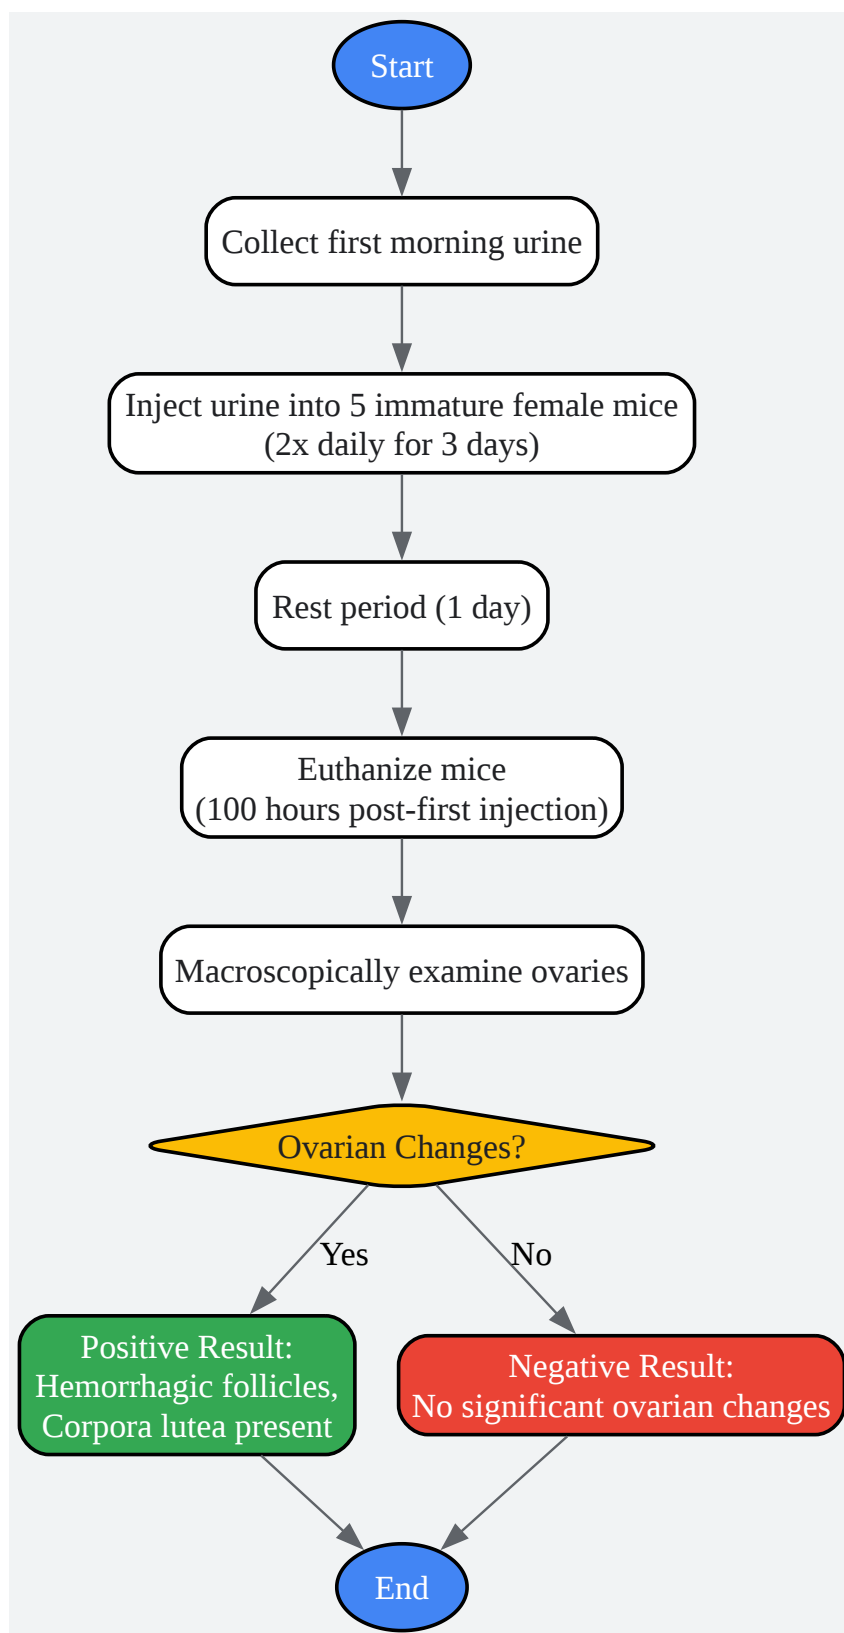 Start
Collect first morning urine
Inject urine into 5 immature female mice
(2x daily for 3 days)
Rest period (1 day)
Euthanize mice
(100 hours post-first injection)
Macroscopically examine ovaries
Ovarian Changes?
Yes
No
Positive Result:
Hemorrhagic follicles,
Corpora lutea present
Negative Result:
No significant ovarian changes
End